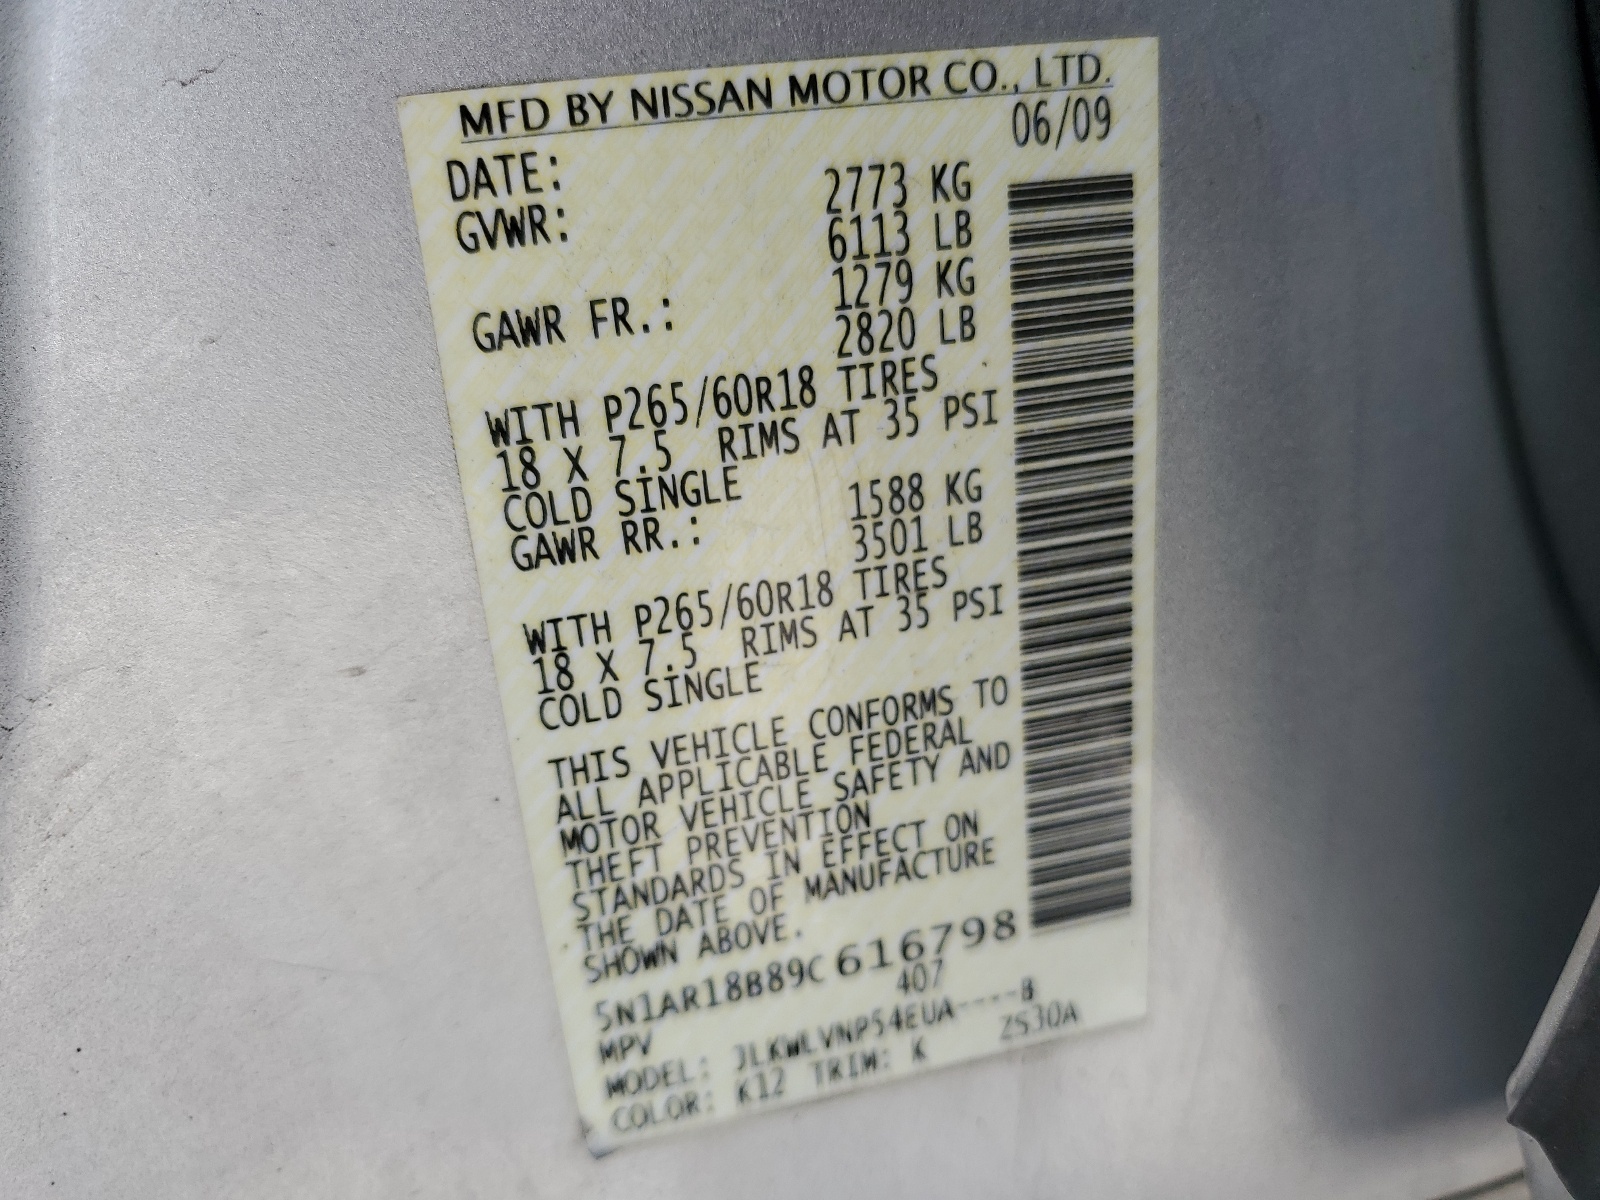 MFD BY NISSAN MOTOR CO., LTD.
DATE: 06/09
GVWR: 2773 KG
6113 LB
GAWR FR.: 1279 KG
2820 LB
WITH P265/60R18 TIRES
18 X 7.5 RIMS AT 35 PSI
COLD SINGLE
GAWR RR.: 1588 KG
3501 LB
WITH P265/60R18 TIRES
18 X 7.5 RIMS AT 35 PSI
COLD SINGLE
THIS VEHICLE CONFORMS TO
ALL APPLICABLE FEDERAL
MOTOR VEHICLE SAFETY AND
THEFT PREVENTION
STANDARDS IN EFFECT ON
THE DATE OF MANUFACTURE
SHOWN ABOVE.
5N1AR18B89C 616798
MPV 407
MODEL: JLKWLVNP54EUA----B
COLOR: K12 TRIM: K ZS30A